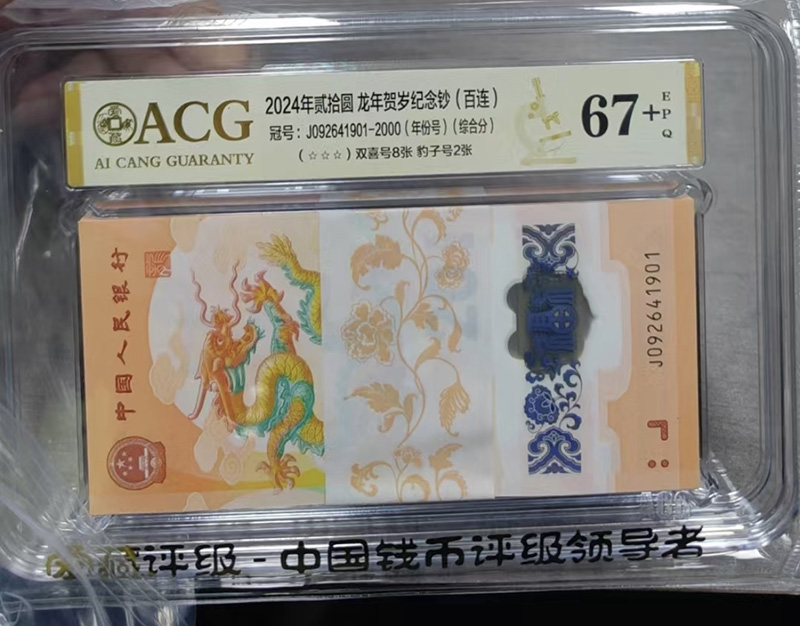 ACG
AI CANG GUARANTY
2024年贰拾圆 龙年贺岁纪念钞(百连)
冠号:J092641901-2000(年份号)(综合分)
(☆☆☆)双喜号8张 豹子号2张
67+
EPQ
中国人民银行
J092641901
评级-中国钱币评级领导者